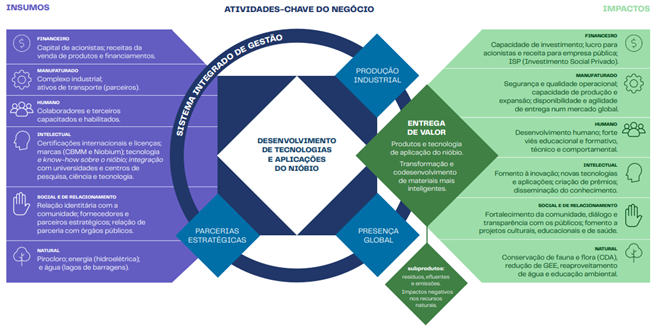 INSUMOS
FINANCEIRO
Capital de acionistas; receitas da
venda de produtos e financiamentos.
MANUFATURADO
Complexo industrial;
ativos de transporte (parceiros).
HUMANO
Colaboradores e terceiros
capacitados e habilitados.
INTELECTUAL
Certificações internacionais e licenças;
marcas (CBMM e Niobium); tecnologia
e know-how sobre o nióbio; integração
com universidades e centros de
pesquisa, ciência e tecnologia.
SOCIAL E DE RELACIONAMENTO
Relação identitária com a
comunidade; fornecedores e
parceiros estratégicos; relação de
parceria com órgãos públicos.
NATURAL
Pirocloro; energia (hidroelétrica);
e água (lagos de barragens).
ATIVIDADES-CHAVE DO NEGÓCIO
SISTEMA INTEGRADO DE GESTÃO
PRODUÇÃO
INDUSTRIAL
DESENVOLVIMENTO
DE TECNOLOGIAS
E APLICAÇÕES
DO NIÓBIO
PARCERIAS
ESTRATÉGICAS
PRESENÇA
GLOBAL
ENTREGA
DE VALOR
Produtos e tecnologia
de aplicação do nióbio.
Transformação e
codesenvolvimento
de materiais mais
inteligentes.
subprodutos:
resíduos, efluentes
e emissões.
Impactos negativos
nos recursos
naturais.
IMPACTOS
FINANCEIRO
Capacidade de investimento; lucro para
acionistas e receita para empresa pública;
ISP (Investimento Social Privado).
MANUFATURADO
Segurança e qualidade operacional;
capacidade de produção e
expansão; disponibilidade e agilidade
de entrega num mercado global.
HUMANO
Desenvolvimento humano; forte
viés educacional e formativo,
técnico e comportamental.
INTELECTUAL
Fomento à inovação; novas tecnologias
e aplicações; criação de prêmios;
disseminação do conhecimento.
SOCIAL E DE RELACIONAMENTO
Fortalecimento da comunidade, diálogo e
transparência com os públicos; fomento a
projetos culturais, educacionais e de saúde.
NATURAL
Conservação de fauna e flora (CDA),
redução de GEE, reaproveitamento
de água e educação ambiental.